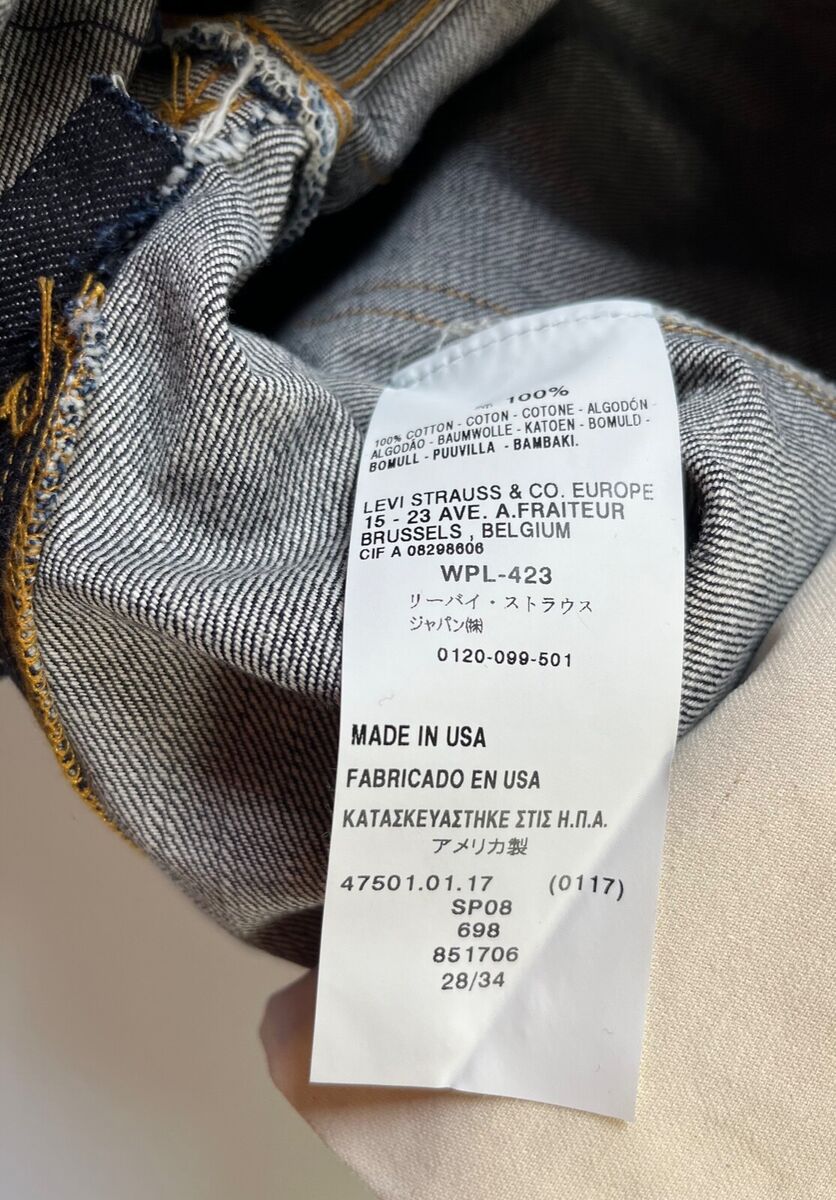 100%
100% COTTON - COTON - COTONE - ALGODÓN -
ALGODÃO - BAUMWOLLE - KATOEN - BOMULD -
BOMULL - PUUVILLA - BAMBAKI.
LEVI STRAUSS & CO. EUROPE
15 - 23 AVE. A.FRAITEUR
BRUSSELS , BELGIUM
CIF A 08298606
WPL-423
リーバイ・ストラウス
ジャパン㈱
0120-099-501
MADE IN USA
FABRICADO EN USA
ΚΑΤΑΣΚΕΥΑΣΤΗΚΕ ΣΤΙΣ Η.Π.Α.
アメリカ製
47501.01.17 (0117)
SP08
698
851706
28/34